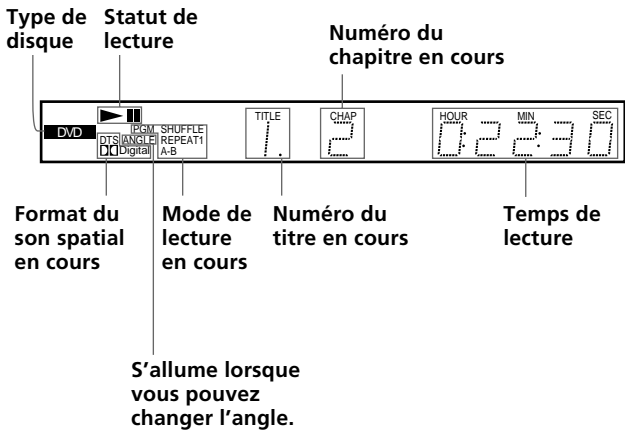 Type de
disque
Statut de
lecture
Numéro du
chapitre en cours
DVD
PGM SHUFFLE
DTS ANGLE REPEAT1
Digital A-B
TITLE
1.
CHAP
2
HOUR MIN SEC
0:22:30
Format du
son spatial
en cours
Mode de
lecture
en cours
Numéro du
titre en cours
Temps de
lecture
S’allume lorsque
vous pouvez
changer l’angle.